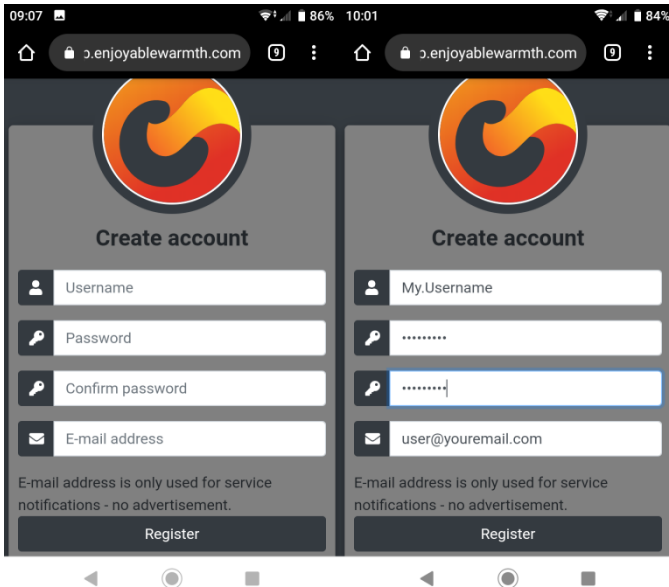 09:07
86%
ɔ.enjoyablewarmth.com
9
Create account
Username
Password
Confirm password
E-mail address
E-mail address is only used for service
notifications - no advertisement.
Register
10:01
84%
ɔ.enjoyablewarmth.com
9
Create account
My.Username
•••••••••
•••••••••
user@youremail.com
E-mail address is only used for service
notifications - no advertisement.
Register